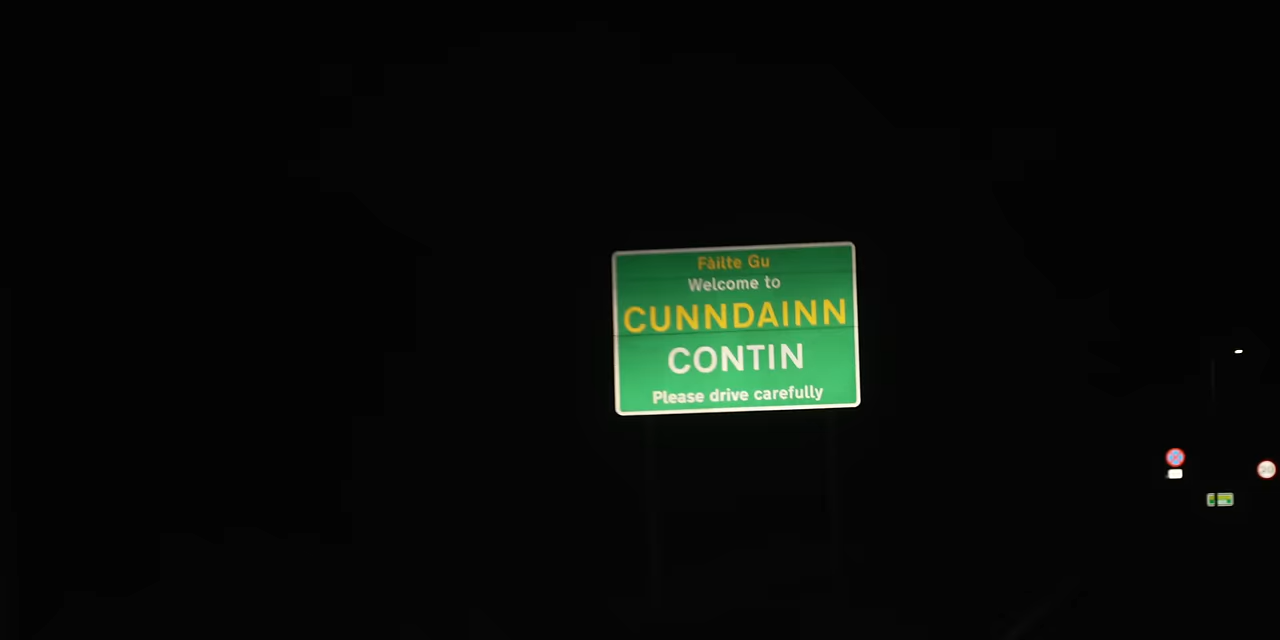 Fàilte Gu
Welcome to
CUNNDAINN
CONTIN
Please drive carefully